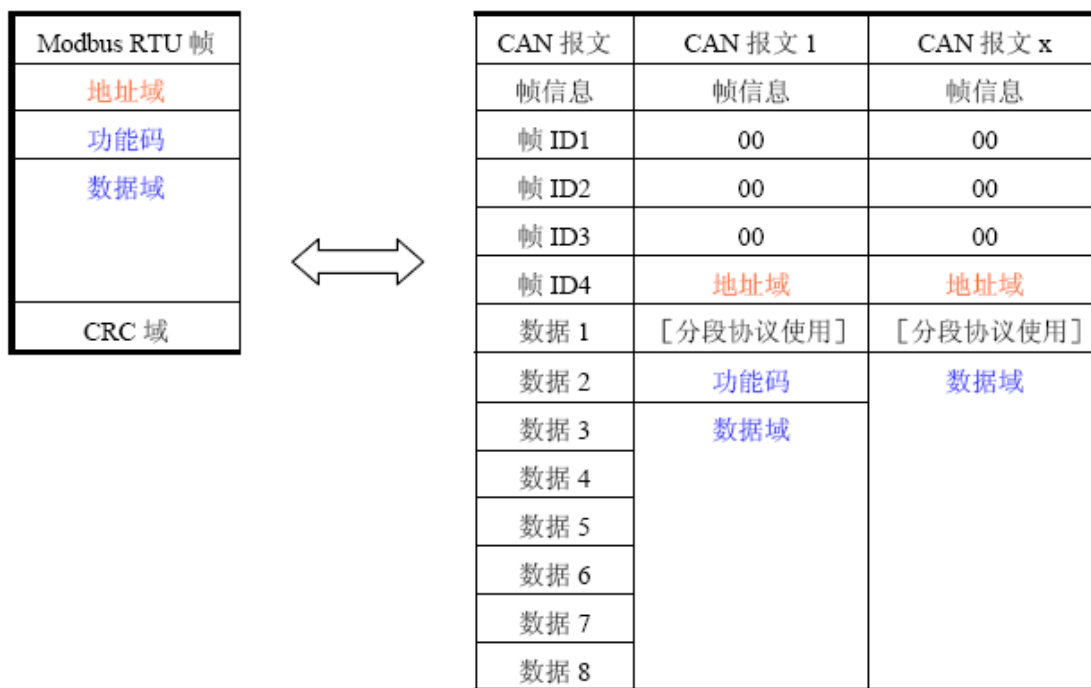 Modbus RTU 帧
地址域
功能码
数据域
CRC 域
CAN 报文 CAN 报文 1 CAN 报文 x
帧信息 帧信息 帧信息
帧 ID1 00 00
帧 ID2 00 00
帧 ID3 00 00
帧 ID4 地址域 地址域
数据 1 [分段协议使用] [分段协议使用]
数据 2 功能码 数据域
数据 3 数据域
数据 4
数据 5
数据 6
数据 7
数据 8